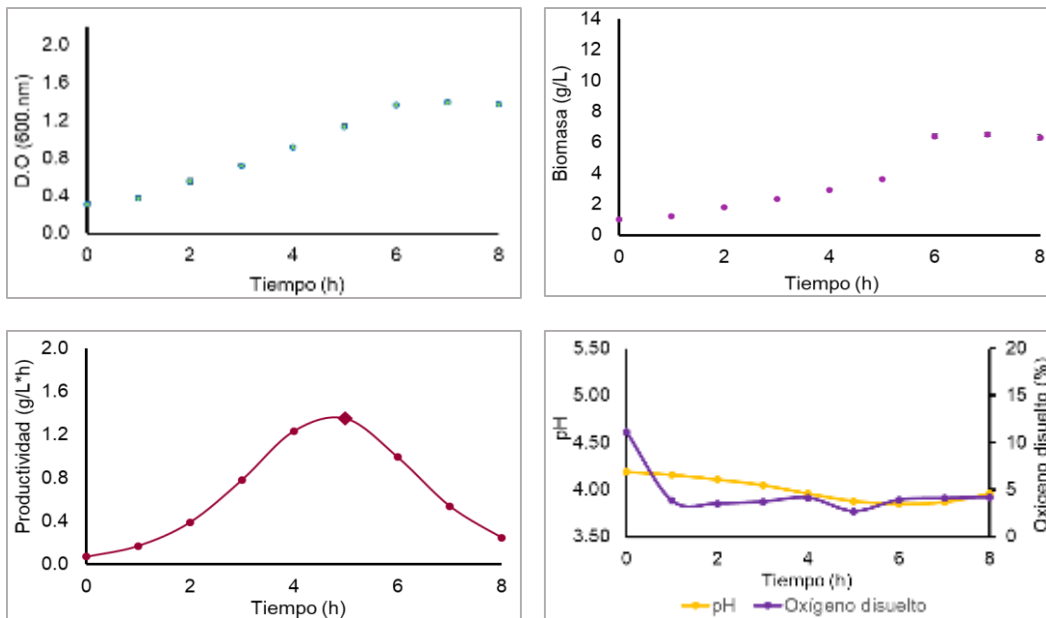 2.0
1.6
1.2
0.8
0.4
0.0
D.O (600.nm)
0 2 4 6 8
Tiempo (h)
14
12
10
8
6
4
2
0
Biomasa (g/L)
0 2 4 6 8
Tiempo (h)
2.0
1.6
1.2
0.8
0.4
0.0
Productividad (g/L*h)
0 2 4 6 8
Tiempo (h)
5.50
5.00
4.50
4.00
3.50
pH
20
15
10
5
0
Oxígeno disuelto (%)
0 2 4 6 8
Tiempo (h)
pH Oxígeno disuelto